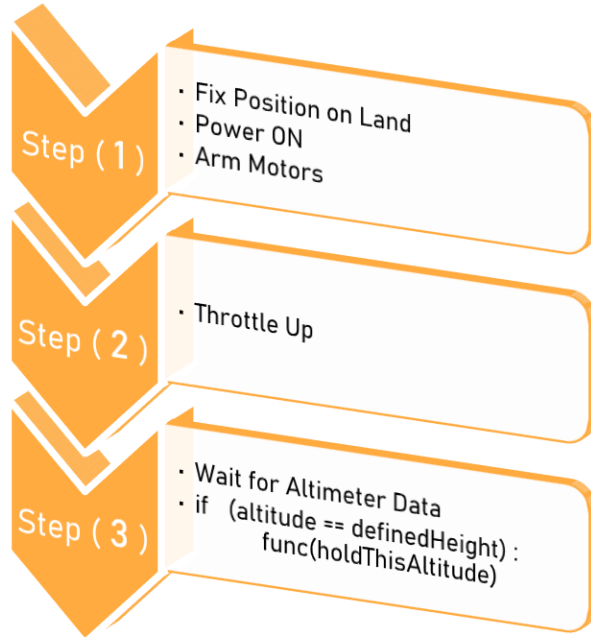 Step ( 1 )
· Fix Position on Land
· Power ON
· Arm Motors
Step ( 2 )
· Throttle Up
Step ( 3 )
· Wait for Altimeter Data
· if (altitude == definedHeight) :
func(holdThisAltitude)